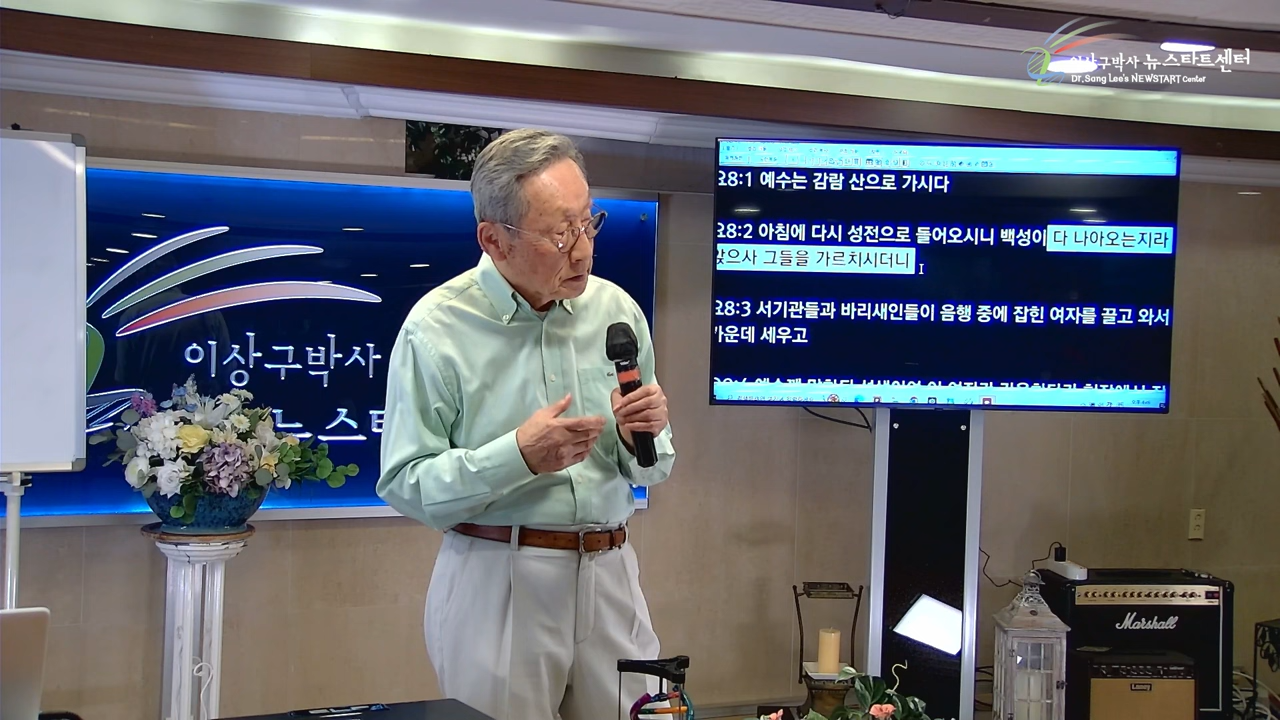 이상구박사 뉴스타트센터
Dr. Sang Lee's NEWSTART Center
요8:1 예수는 감람 산으로 가시다
요8:2 아침에 다시 성전으로 들어오시니 백성이 다 나아오는지라
앉으사 그들을 가르치시더니
요8:3 서기관들과 바리새인들이 음행 중에 잡힌 여자를 끌고 와서
가운데 세우고
이상구박사
뉴스타
Marshall
Laney